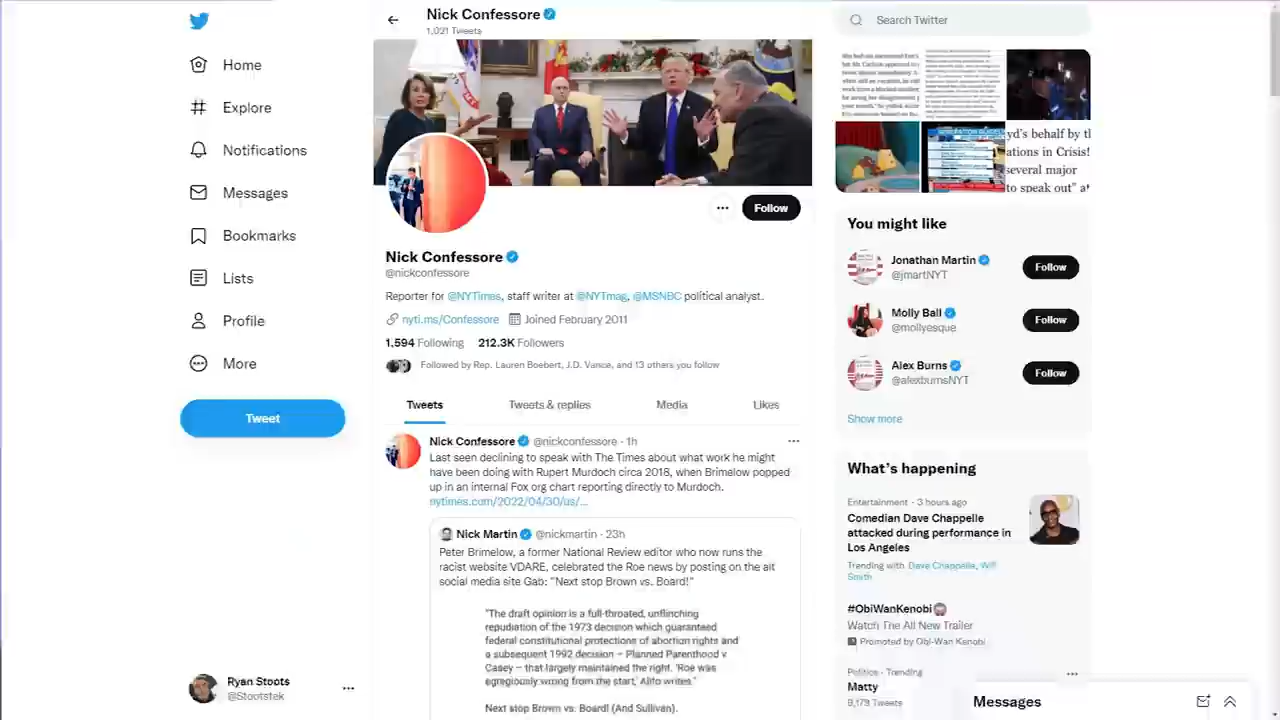 Home
Explore
Notifications
Messages
Bookmarks
Lists
Profile
More
Tweet
Ryan Stoots
@Stootstek
Nick Confessore
1,021 Tweets
Follow
Nick Confessore
@nickconfessore
Reporter for @NYTimes, staff writer at @NYTmag, @MSNBC political analyst.
nyti.ms/Confessore Joined February 2011
1,594 Following 212.3K Followers
Followed by Rep. Lauren Boebert, J.D. Vance, and 13 others you follow
Tweets Tweets & replies Media Likes
Nick Confessore @nickconfessore · 1h
Last seen declining to speak with The Times about what work he might
have been doing with Rupert Murdoch circa 2018, when Brimelow popped
up in an internal Fox org chart reporting directly to Murdoch.
nytimes.com/2022/04/30/us/...
Nick Martin @nickmartin · 23h
Peter Brimelow, a former National Review editor who now runs the
racist website VDARE, celebrated the Roe news by posting on the alt
social media site Gab: "Next stop Brown vs. Board!"
"The draft opinion is a full-throated, unflinching
repudiation of the 1973 decision which guaranteed
federal constitutional protections of abortion rights and
a subsequent 1992 decision – Planned Parenthood v
Casey – that largely maintained the right. 'Roe was
egregiously wrong from the start,' Alito writes."
Next stop Brown vs. Board! (And Sullivan).
Search Twitter
yd's behalf by th
ations in Crisis!
several major
to speak out" at
You might like
Jonathan Martin
@jmartNYT
Follow
Molly Ball
@mollyesque
Follow
Alex Burns
@alexburnsNYT
Follow
Show more
What's happening
Entertainment · 3 hours ago
Comedian Dave Chappelle
attacked during performance in
Los Angeles
Trending with Dave Chappelle, Will
Smith
#ObiWanKenobi
Watch The All New Trailer
Promoted by Obi-Wan Kenobi
Politics · Trending
Matty
9,179 Tweets
Messages